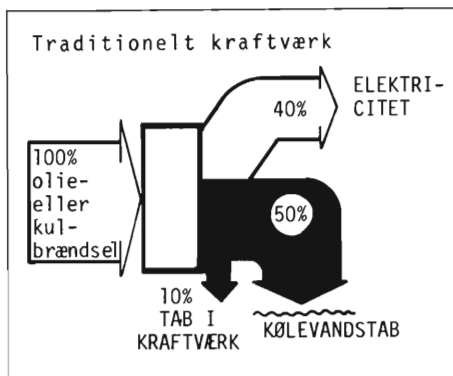 Traditionelt kraftværk
ELEKTRI-
CITET
40%
100%
olie-
eller
kul-
brændsel
50%
10%
TAB I
KRAFTVÆRK
KØLEVANDSTAB